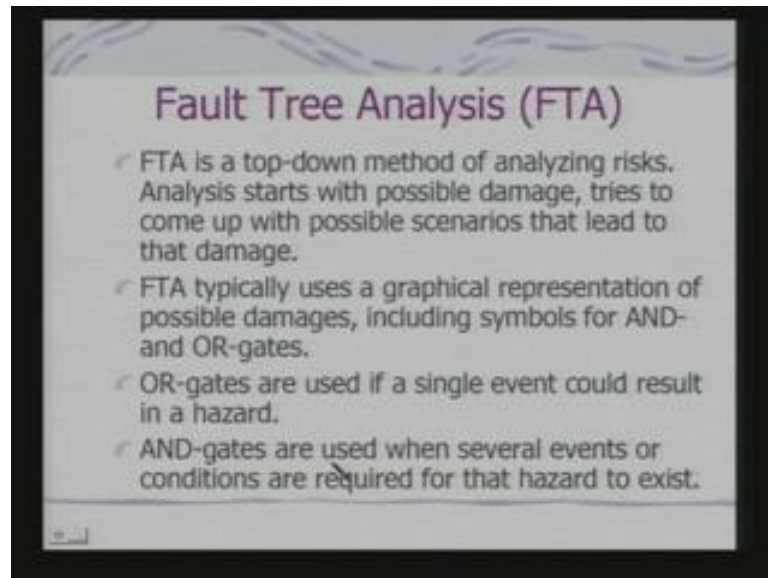 Fault Tree Analysis (FTA)
FTA is a top-down method of analyzing risks.
Analysis starts with possible damage, tries to
come up with possible scenarios that lead to
that damage.
FTA typically uses a graphical representation of
possible damages, including symbols for AND-
and OR-gates.
OR-gates are used if a single event could result
in a hazard.
AND-gates are used when several events or
conditions are required for that hazard to exist.